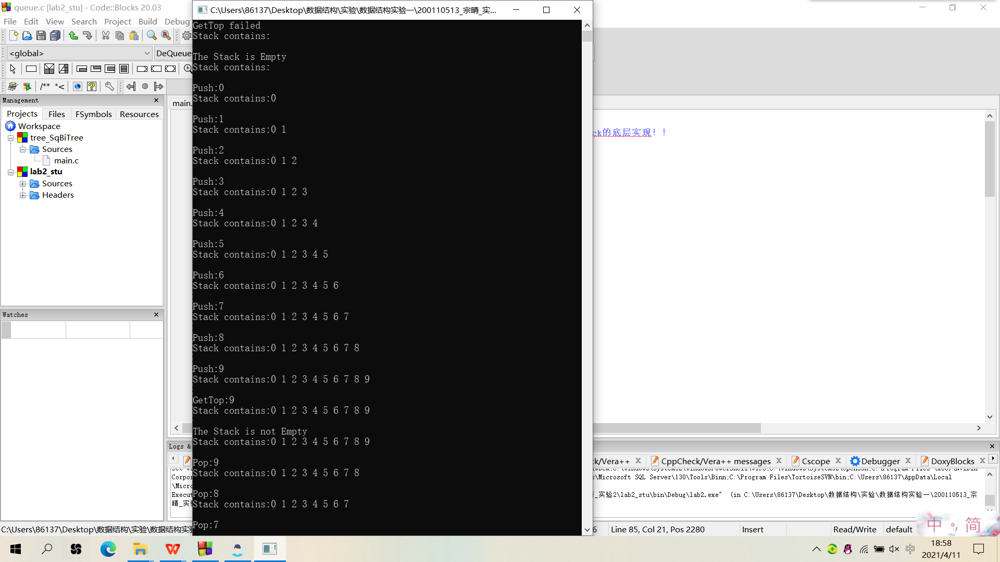 queue.c [lab2_stu] - Code::Blocks 20.03
File Edit View Search Project Build Debug
<global>
DeQueue
/** *<
Management
Projects Files FSymbols Resources
Workspace
tree_SqBiTree
Sources
main.c
lab2_stu
Sources
Headers
Watches
C:\Users\86137\Desktop\数据结构\实验\数据结构实验一\200110513_宗晴_实...
GetTop failed
Stack contains:
The Stack is Empty
Stack contains:
Push:0
Stack contains:0
Push:1
Stack contains:0 1
Push:2
Stack contains:0 1 2
Push:3
Stack contains:0 1 2 3
Push:4
Stack contains:0 1 2 3 4
Push:5
Stack contains:0 1 2 3 4 5
Push:6
Stack contains:0 1 2 3 4 5 6
Push:7
Stack contains:0 1 2 3 4 5 6 7
Push:8
Stack contains:0 1 2 3 4 5 6 7 8
Push:9
Stack contains:0 1 2 3 4 5 6 7 8 9
GetTop:9
Stack contains:0 1 2 3 4 5 6 7 8 9
The Stack is not Empty
Stack contains:0 1 2 3 4 5 6 7 8 9
Pop:9
Stack contains:0 1 2 3 4 5 6 7 8
Pop:8
Stack contains:0 1 2 3 4 5 6 7
Pop:7
main.
ck的底层实现！！
Logs &
ck/Vera++ CppCheck/Vera++ messages Cscope Debugger DoxyBlocks
Corpor
s\Microsoft SQL Server\130\Tools\Binn;C:\Program Files\TortoiseSVN\bin;C:\Users\86137\AppData\Local
\Micro
Execut
_实验2\lab2_stu\bin\Debug\lab2.exe" (in C:\Users\86137\Desktop\数据结构\实验\数据结构实验一\200110513_宗
晴_实验
C:\Users\86137\Desktop\数据结构\实验\数据结构实验
6 Line 85, Col 21, Pos 2280 Insert Read/Write default
中 简
中
18:58
2021/4/11